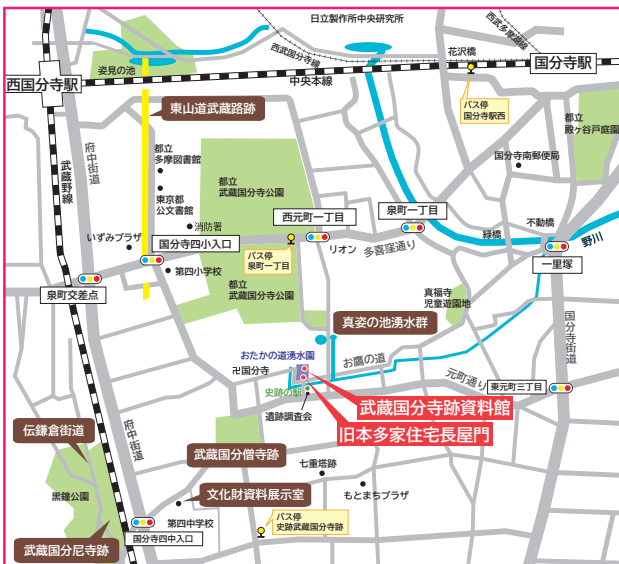 日立製作所中央研究所
西武国分寺線
西武多摩湖線
花沢橋
国分寺駅
西国分寺駅
姿見の池
中央本線
バス停
国分寺駅西
東山道武蔵路跡
都立
殿ヶ谷戸庭園
府中街道
武蔵野線
都立
多摩図書館
国分寺南郵便局
都立
武蔵国分寺公園
東京都
公文書館
消防署
西元町一丁目
泉町一丁目
緑橋
不動橋
野川
いずみプラザ
国分寺四小入口
バス停
泉町一丁目
リオン
多喜窪通り
一里塚
第四小学校
泉町交差点
都立
武蔵国分寺公園
真福寺
児童遊園地
国分寺街道
真姿の池湧水群
おたかの道湧水園
お鷹の道
卍国分寺
元町通り
東元町三丁目
史跡の駅
武蔵国分寺跡資料館
遺跡調査会
旧本多家住宅長屋門
伝鎌倉街道
府中街道
武蔵国分僧寺跡
七重塔跡
黒鐘公園
文化財資料展示室
もとまちプラザ
第四中学校
バス停
史跡武蔵国分寺跡
国分寺四中入口
武蔵国分尼寺跡